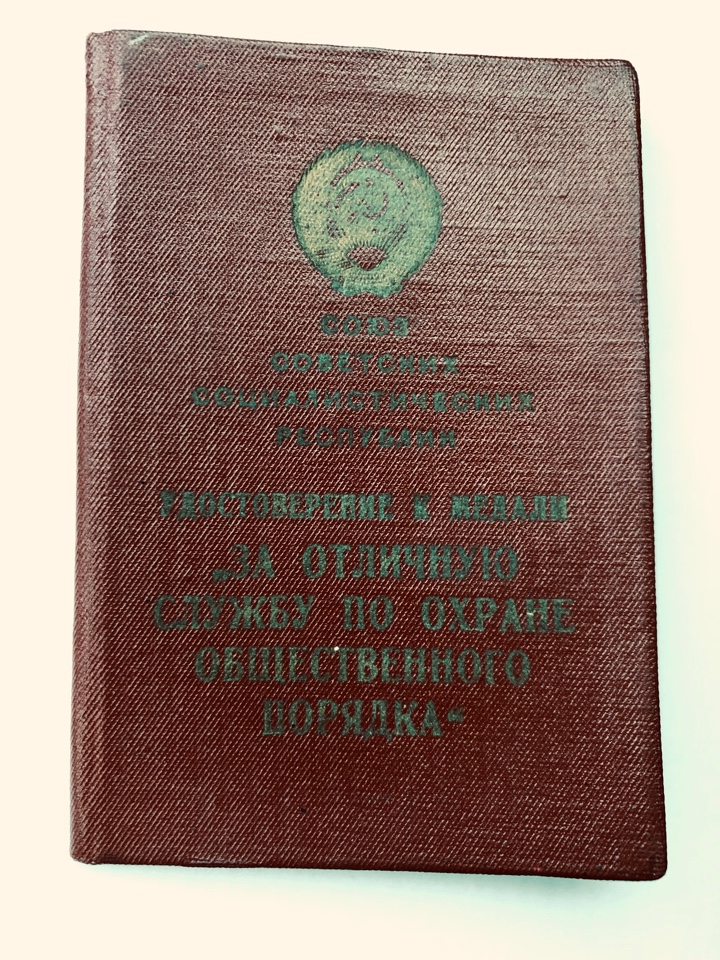 СОЮЗ
СОВЕТСКИХ
СОЦИАЛИСТИЧЕСКИХ
РЕСПУБЛИК
УДОСТОВЕРЕНИЕ К МЕДАЛИ
„ЗА ОТЛИЧНУЮ
СЛУЖБУ ПО ОХРАНЕ
ОБЩЕСТВЕННОГО
ПОРЯДКА“